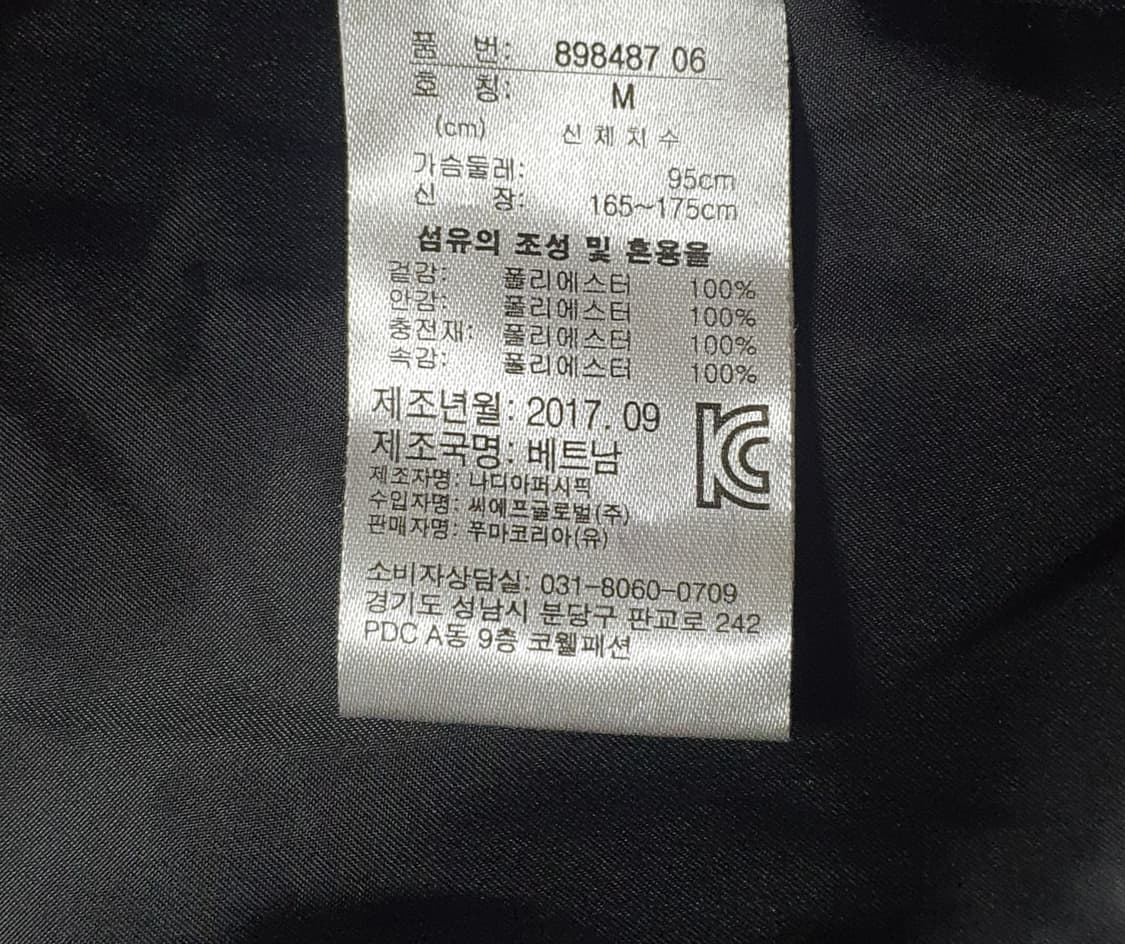 품 번: 898487 06
호 칭: M
(cm) 신 체 치 수
가슴둘레: 95cm
신 장: 165~175cm
섬유의 조성 및 혼용율
겉감: 폴리에스터 100%
안감: 폴리에스터 100%
충전재: 폴리에스터 100%
속감: 폴리에스터 100%
제조년월: 2017. 09
제조국명: 베트남
제조자명: 나디아퍼시픽
수입자명: 씨에프글로벌(주)
판매자명: 푸마코리아(유)
소비자상담실: 031-8060-0709
경기도 성남시 분당구 판교로 242
PDC A동 9층 코웰패션
KC